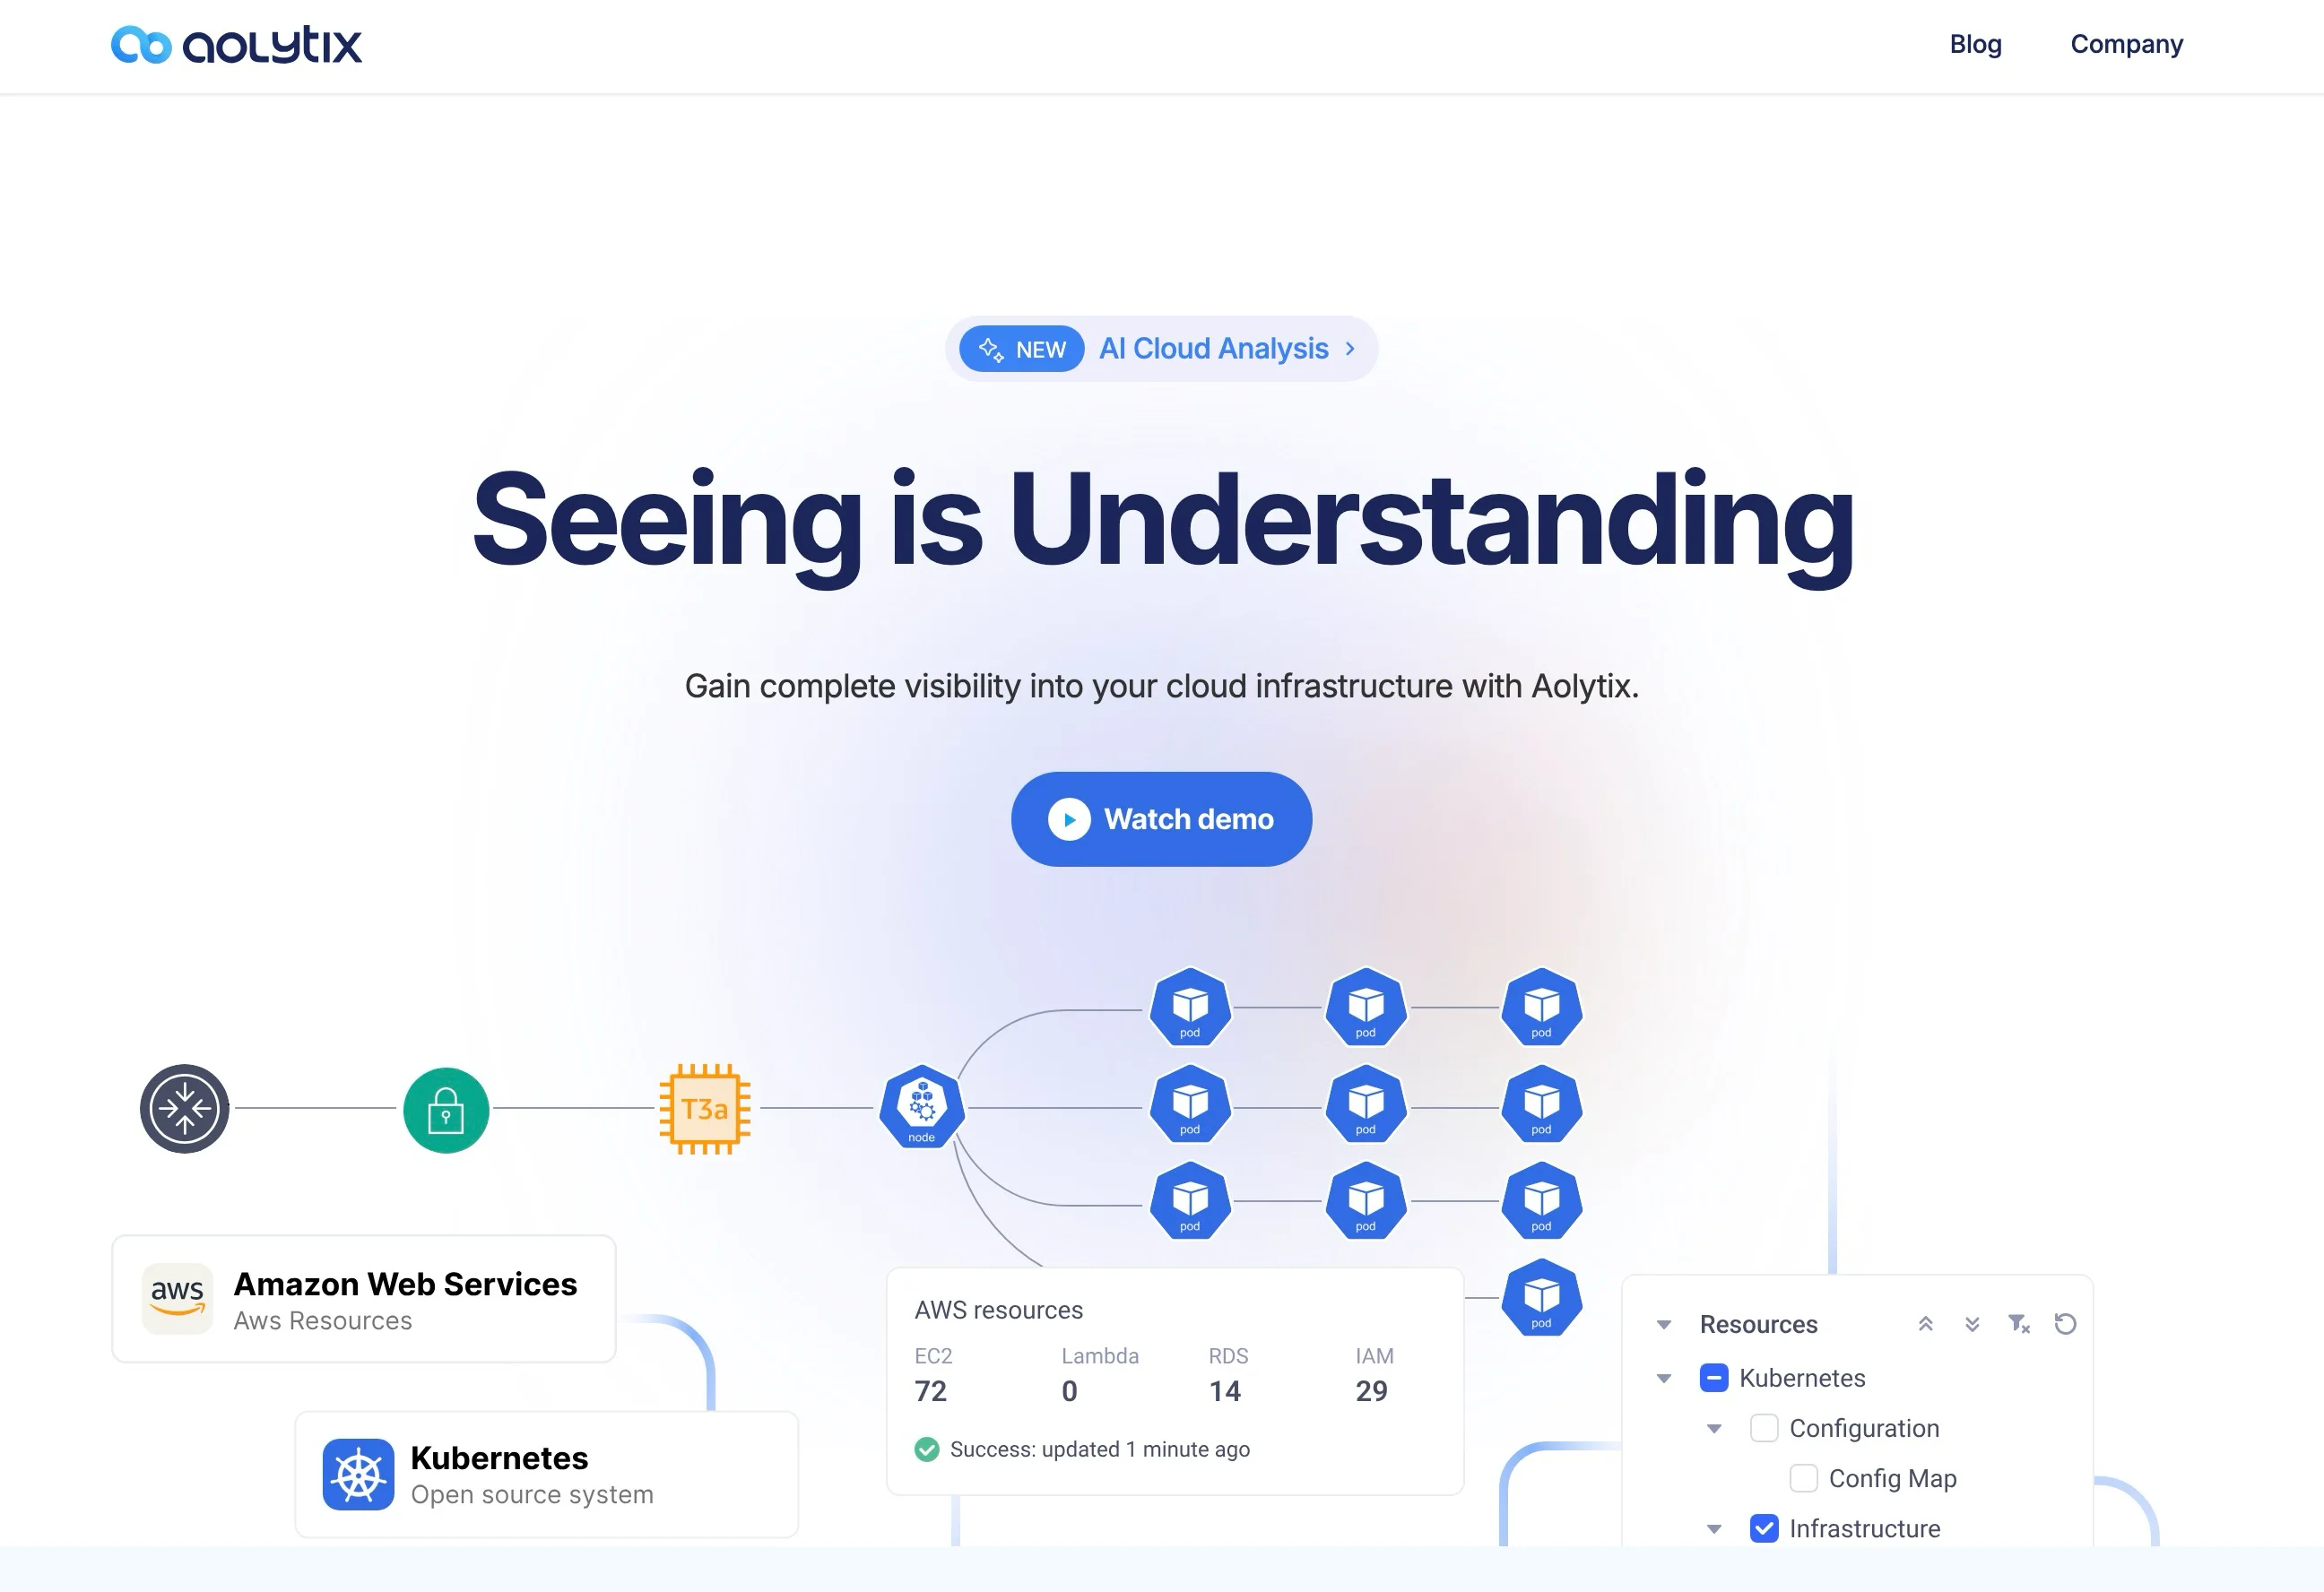 aolytix
Blog
Company
NEW
AI Cloud Analysis
Seeing is Understanding
Gain complete visibility into your cloud infrastructure with Aolytix.
Watch demo
pod pod pod
T3a
node
pod pod pod
pod pod pod
pod
aws
Amazon Web Services
Aws Resources
Kubernetes
Open source system
AWS resources
EC2 Lambda RDS IAM
72 0 14 29
Success: updated 1 minute ago
Resources
Kubernetes
Configuration
Config Map
Infrastructure